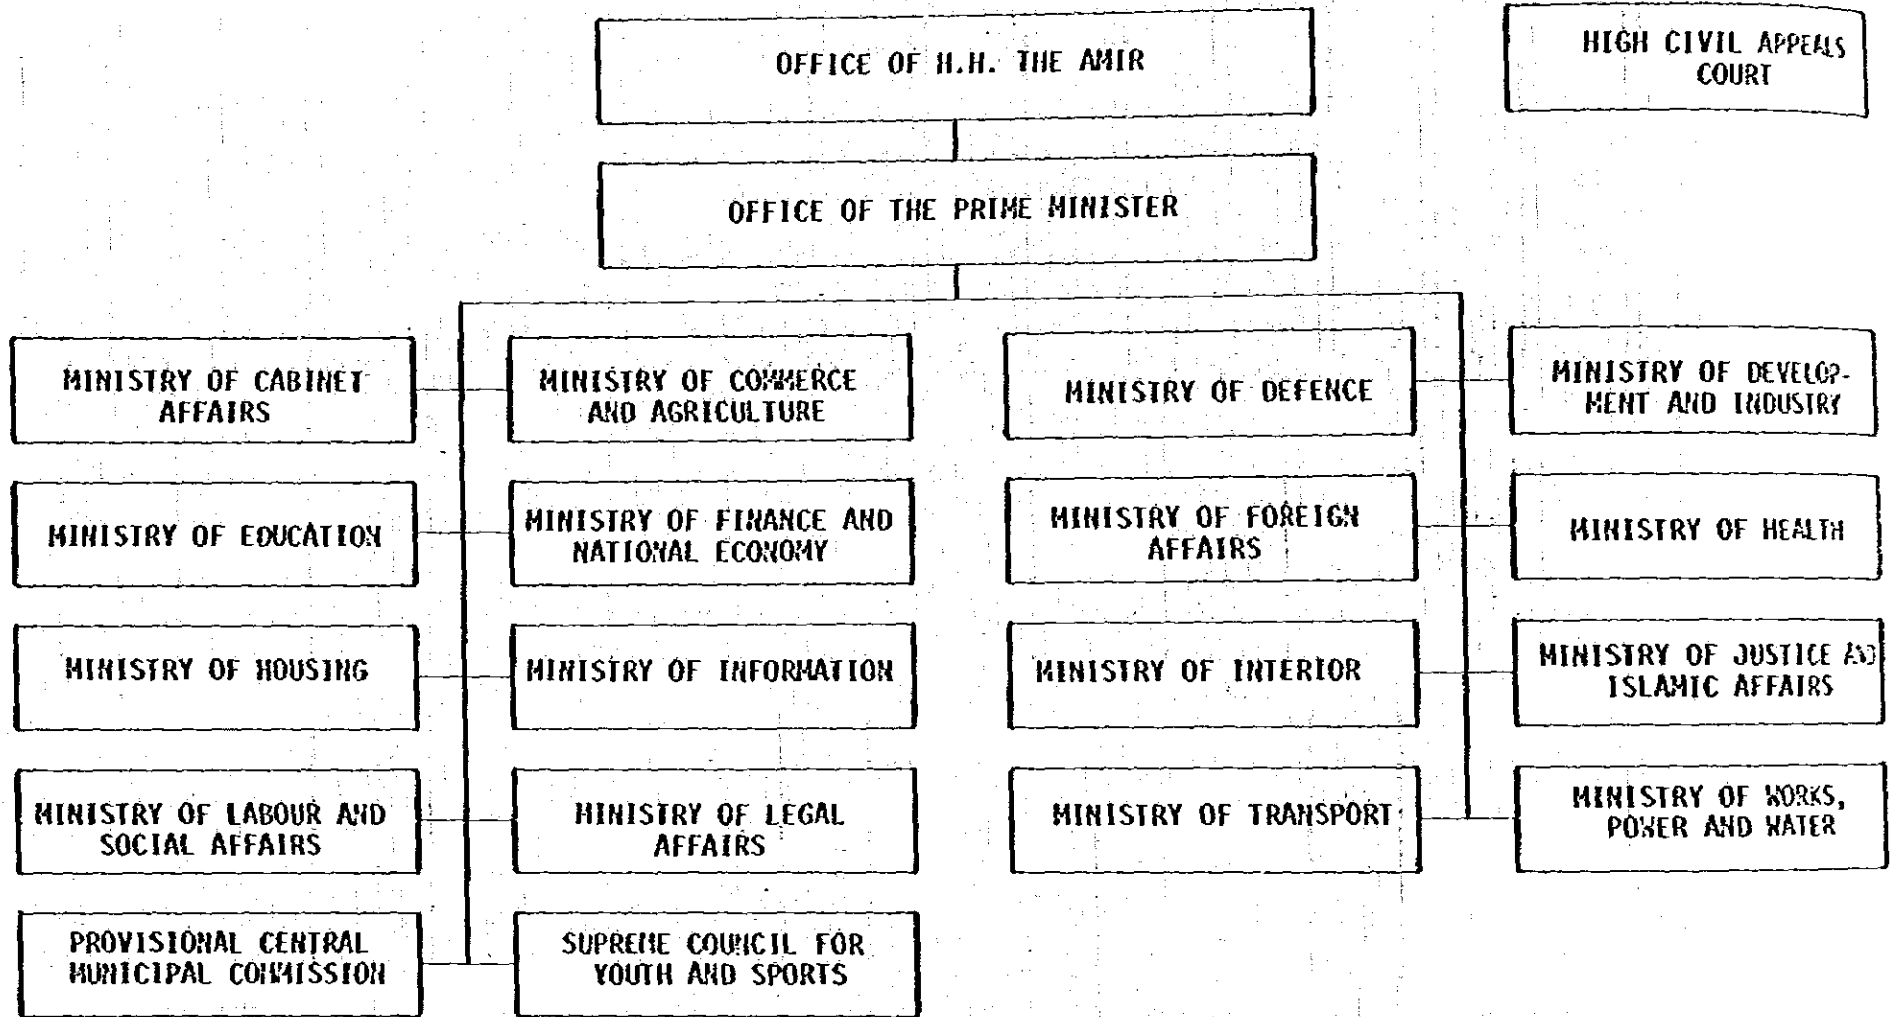 OFFICE OF H.H. THE AMIR
HIGH CIVIL APPEALS
COURT
OFFICE OF THE PRIME MINISTER
MINISTRY OF CABINET
AFFAIRS
MINISTRY OF COMMERCE
AND AGRICULTURE
MINISTRY OF DEFENCE
MINISTRY OF DEVELOP-
MENT AND INDUSTRY
MINISTRY OF EDUCATION
MINISTRY OF FINANCE AND
NATIONAL ECONOMY
MINISTRY OF FOREIGN
AFFAIRS
MINISTRY OF HEALTH
MINISTRY OF HOUSING
MINISTRY OF INFORMATION
MINISTRY OF INTERIOR
MINISTRY OF JUSTICE AND
ISLAMIC AFFAIRS
MINISTRY OF LABOUR AND
SOCIAL AFFAIRS
MINISTRY OF LEGAL
AFFAIRS
MINISTRY OF TRANSPORT
MINISTRY OF WORKS,
POWER AND WATER
PROVISIONAL CENTRAL
MUNICIPAL COMMISSION
SUPREME COUNCIL FOR
YOUTH AND SPORTS